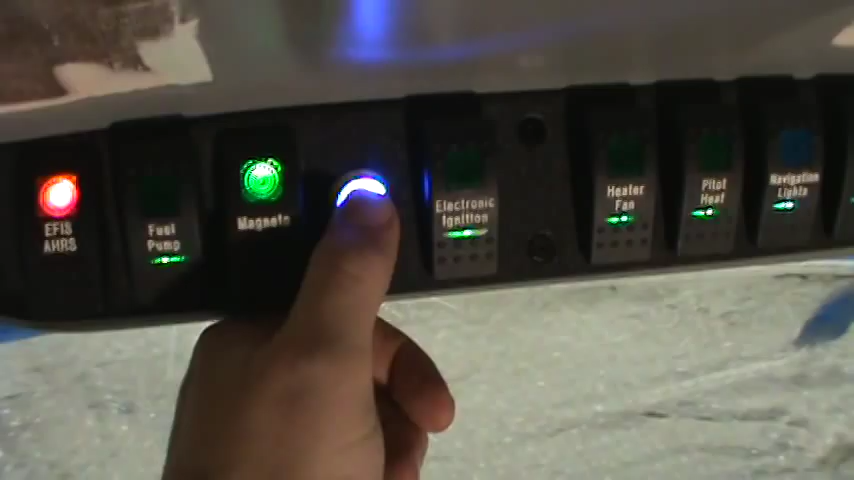 EFIS
AHRS
Fuel
Pump
Magneto
Electronic
Ignition
Heater
Fan
Pitot
Heat
Navigation
Lights